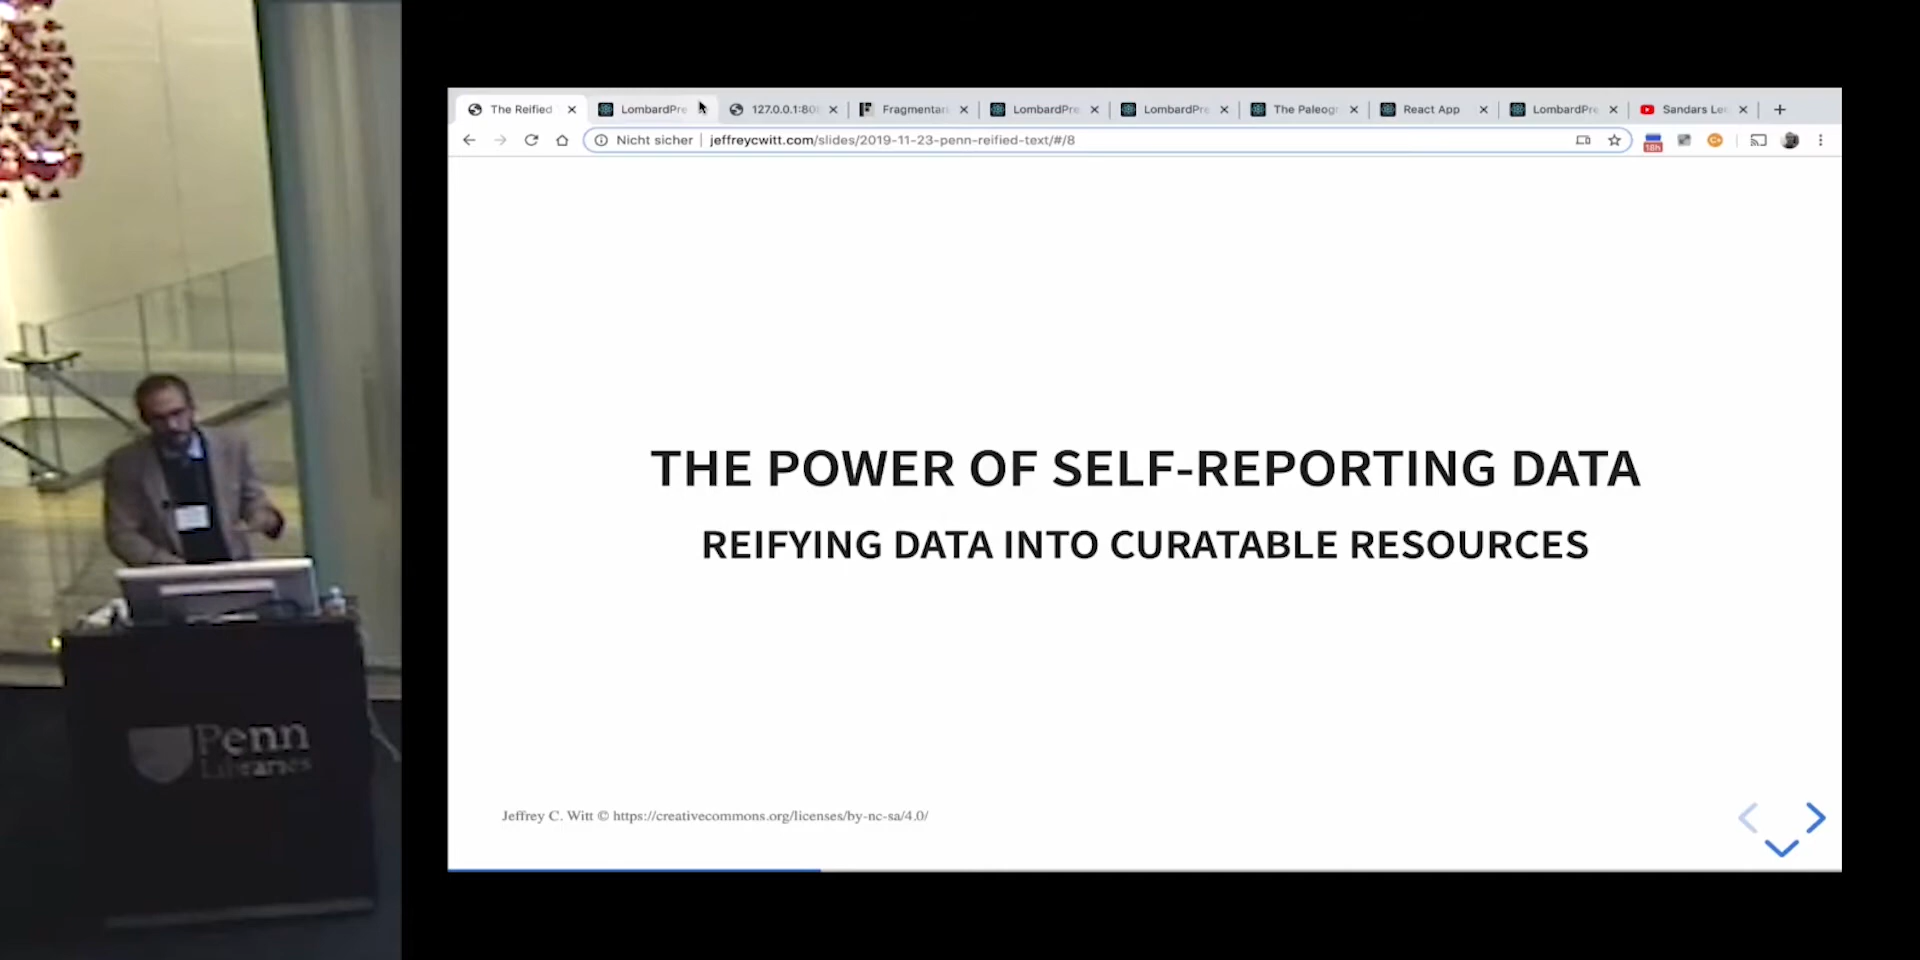 The Reified
LombardPre
127.0.0.1:80
Fragmentar
LombardPre
LombardPre
The Paleogr
React App
LombardPre
Sandars Lec
Nicht sicher
jeffreycwitt.com/slides/2019-11-23-penn-reified-text/#/8
18h
THE POWER OF SELF-REPORTING DATA
REIFYING DATA INTO CURATABLE RESOURCES
Jeffrey C. Witt © https://creativecommons.org/licenses/by-nc-sa/4.0/
Penn
Libraries